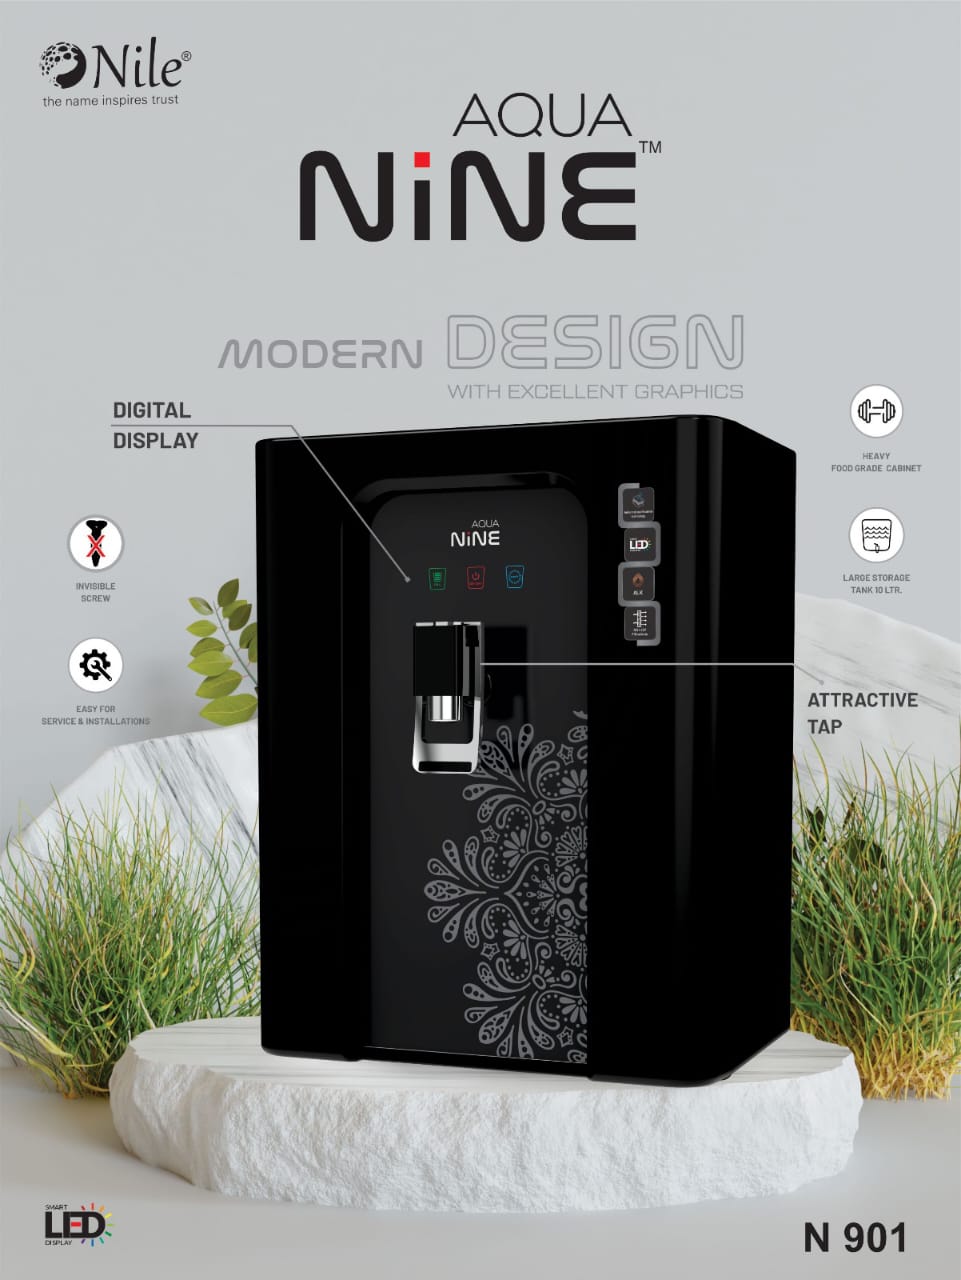 Nile®
the name inspires trust
AQUA
NiNE™
MODERN DESIGN
WITH EXCELLENT GRAPHICS
DIGITAL
DISPLAY
HEAVY
FOOD GRADE CABINET
AQUA
NiNE
LED
INVISIBLE
SCREW
LARGE STORAGE
TANK 10 LTR.
ALK
EASY FOR
SERVICE & INSTALLATIONS
ATTRACTIVE
TAP
SMART
LED
DISPLAY
N 901